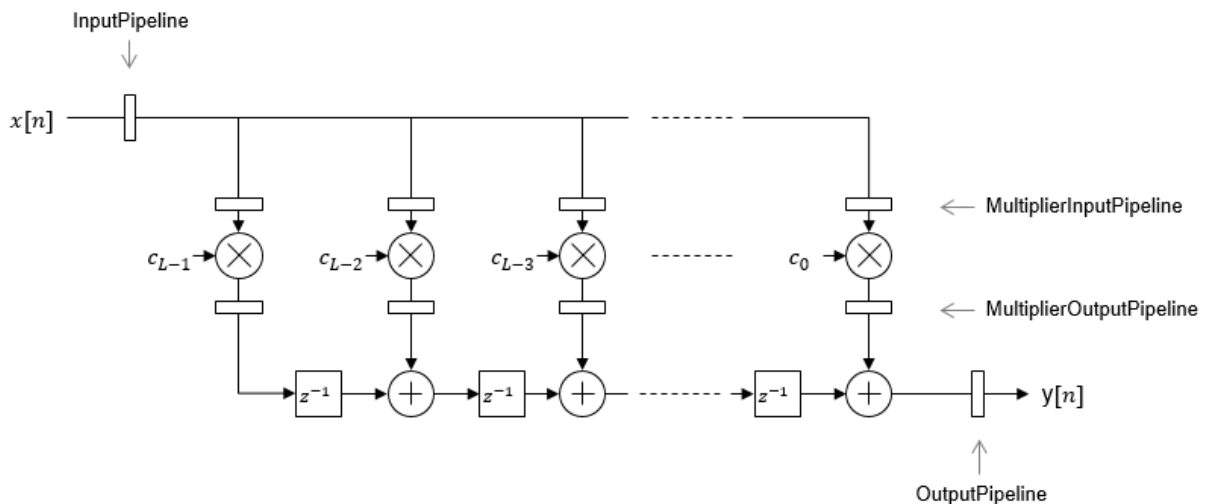 InputPipeline
x[n]
MultiplierInputPipeline
c_{L−1} c_{L−2} c_{L−3} c_0
MultiplierOutputPipeline
z⁻¹ z⁻¹ z⁻¹ y[n]
OutputPipeline